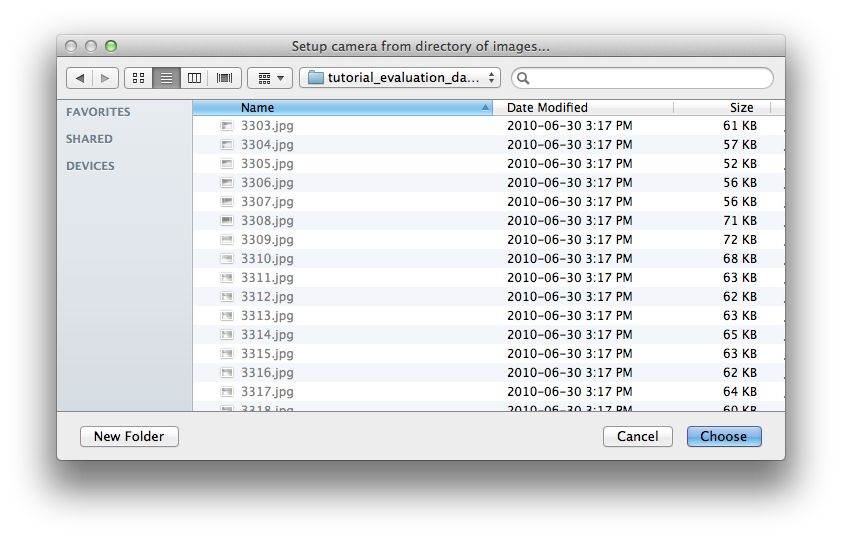 Setup camera from directory of images...
tutorial_evaluation_da...
FAVORITES
SHARED
DEVICES
Name Date Modified Size
3303.jpg 2010-06-30 3:17 PM 61 KB
3304.jpg 2010-06-30 3:17 PM 57 KB
3305.jpg 2010-06-30 3:17 PM 52 KB
3306.jpg 2010-06-30 3:17 PM 56 KB
3307.jpg 2010-06-30 3:17 PM 56 KB
3308.jpg 2010-06-30 3:17 PM 71 KB
3309.jpg 2010-06-30 3:17 PM 72 KB
3310.jpg 2010-06-30 3:17 PM 68 KB
3311.jpg 2010-06-30 3:17 PM 63 KB
3312.jpg 2010-06-30 3:17 PM 62 KB
3313.jpg 2010-06-30 3:17 PM 63 KB
3314.jpg 2010-06-30 3:17 PM 65 KB
3315.jpg 2010-06-30 3:17 PM 63 KB
3316.jpg 2010-06-30 3:17 PM 62 KB
3317.jpg 2010-06-30 3:17 PM 64 KB
3318.jpg 2010-06-30 3:17 PM 60 KB
New Folder Cancel Choose